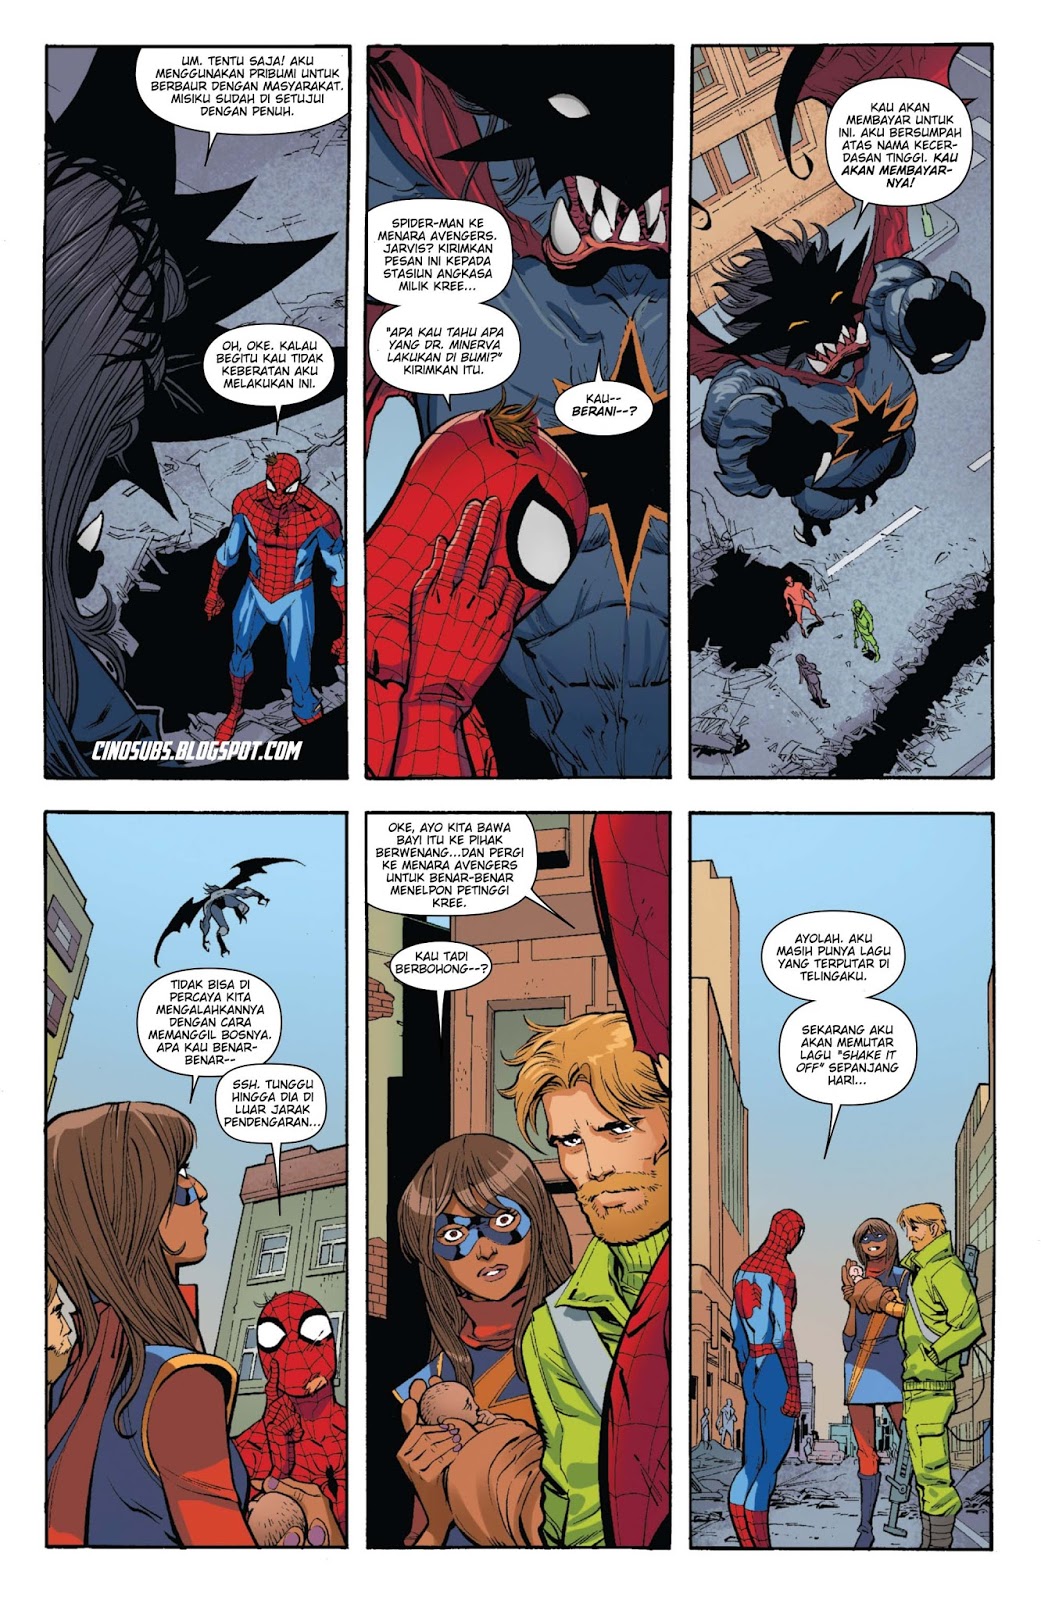 UM. TENTU SAJA! AKU
MENGGUNAKAN PRIBUMI UNTUK
BERBAUR DENGAN MASYARAKAT.
MISIKU SUDAH DI SETUJUI
DENGAN PENUH.
OH, OKE. KALAU
BEGITU KAU TIDAK
KEBERATAN AKU
MELAKUKAN INI.
CINOSUBS.BLOGSPOT.COM
SPIDER-MAN KE
MENARA AVENGERS.
JARVIS? KIRIMKAN
PESAN INI KEPADA
STASIUN ANGKASA
MILIK KREE...
"APA KAU TAHU APA
YANG DR. MINERVA
LAKUKAN DI BUMI?"
KIRIMKAN ITU.
KAU--
BERANI--?
KAU AKAN
MEMBAYAR UNTUK
INI. AKU BERSUMPAH
ATAS NAMA KECER-
DASAN TINGGI. KAU
AKAN MEMBAYAR-
NYA!
TIDAK BISA DI
PERCAYA KITA
MENGALAHKANNYA
DENGAN CARA
MEMANGGIL BOSNYA.
APA KAU BENAR-
BENAR--
SSH. TUNGGU
HINGGA DIA DI
LUAR JARAK
PENDENGARAN...
OKE, AYO KITA BAWA
BAYI ITU KE PIHAK
BERWENANG...DAN PERGI
KE MENARA AVENGERS
UNTUK BENAR-BENAR
MENELPON PETINGGI
KREE.
KAU TADI
BERBOHONG--?
AYOLAH. AKU
MASIH PUNYA LAGU
YANG TERPUTAR DI
TELINGAKU.
SEKARANG AKU
AKAN MEMUTAR
LAGU "SHAKE IT
OFF" SEPANJANG
HARI...